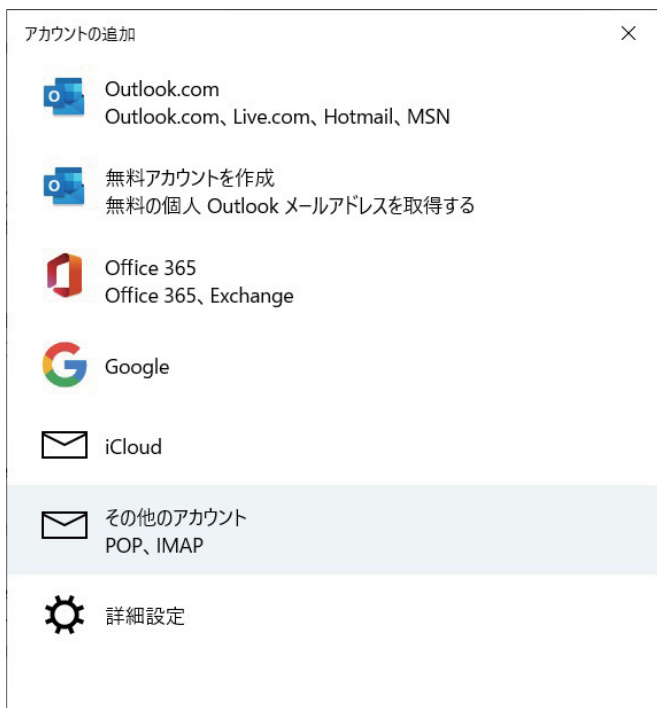 アカウントの追加
Outlook.com
Outlook.com、Live.com、Hotmail、MSN
無料アカウントを作成
無料の個人 Outlook メールアドレスを取得する
Office 365
Office 365、Exchange
Google
iCloud
その他のアカウント
POP、IMAP
詳細設定